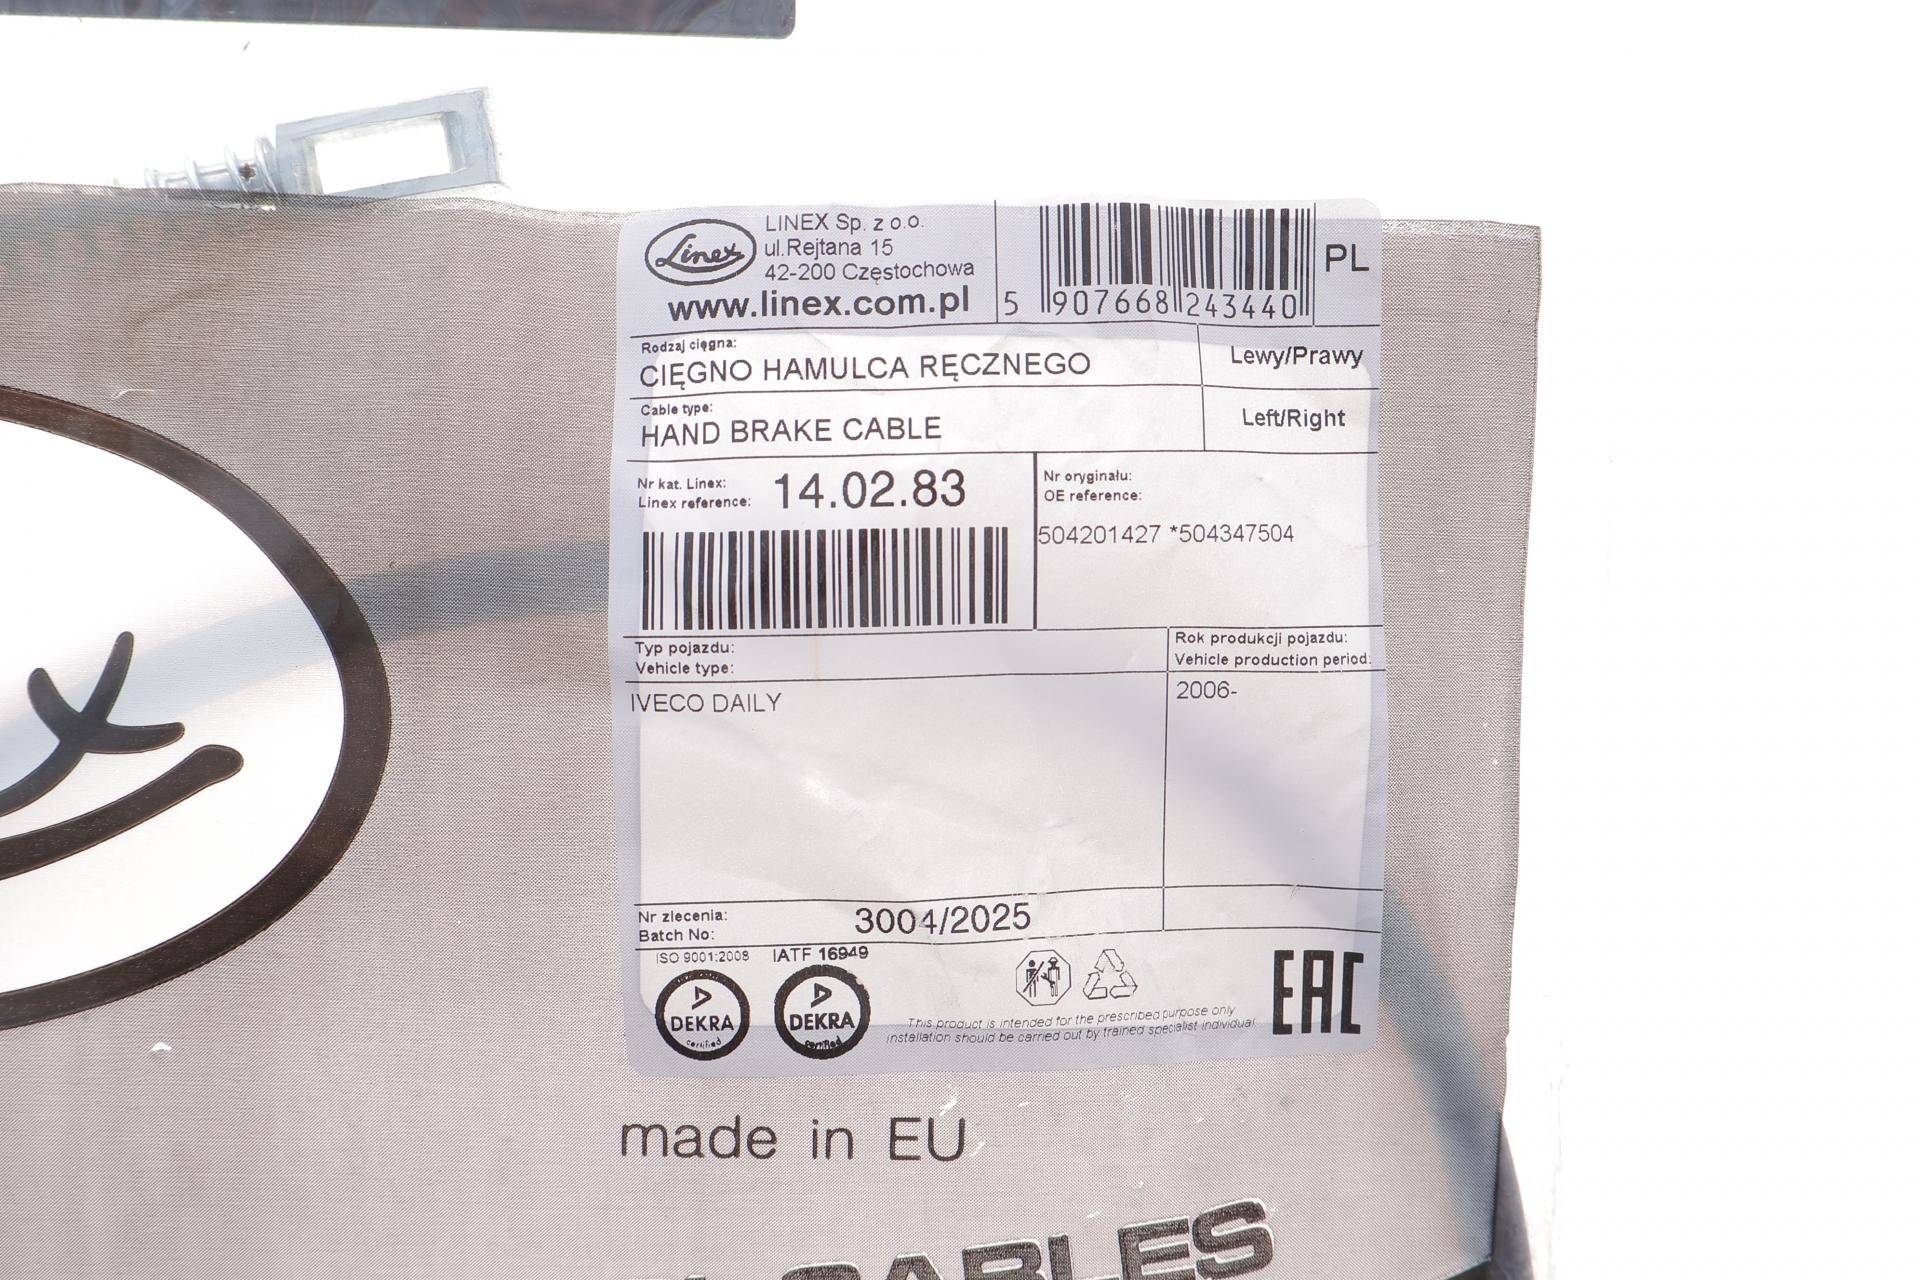 Linex
LINEX Sp. z o.o.
ul.Rejtana 15
42-200 Częstochowa
www.linex.com.pl
5 907668 243440
PL
Rodzaj cięgna:
CIĘGNO HAMULCA RĘCZNEGO
Lewy/Prawy
Cable type:
HAND BRAKE CABLE
Left/Right
Nr kat. Linex:
Linex reference:
14.02.83
Nr oryginału:
OE reference:
504201427 *504347504
Typ pojazdu:
Vehicle type:
Rok produkcji pojazdu:
Vehicle production period:
IVECO DAILY
2006-
Nr zlecenia:
Batch No:
3004/2025
ISO 9001:2008
IATF 16949
DEKRA
certified
DEKRA
certified
This product is intended for the prescribed purpose only
installation should be carried out by trained specialist individual.
EAC
made in EU
CABLES